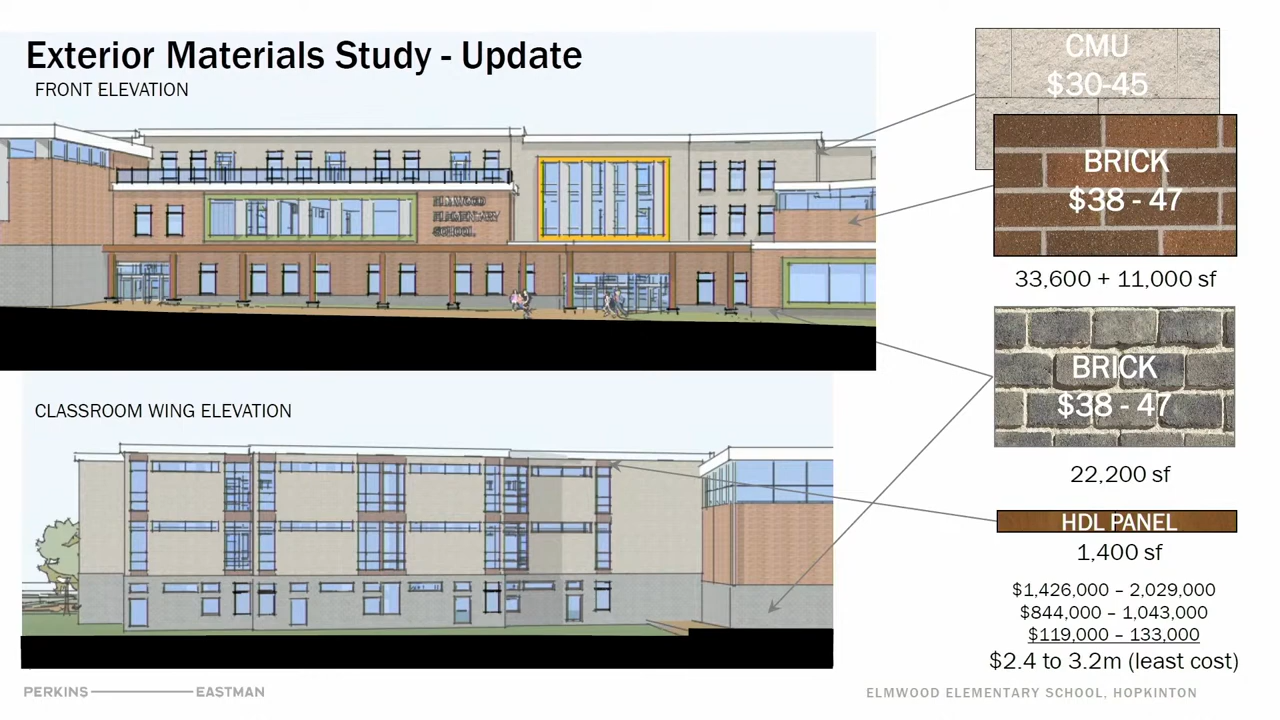 Exterior Materials Study - Update
FRONT ELEVATION
ELMWOOD
ELEMENTARY
SCHOOL
CLASSROOM WING ELEVATION
CMU
$30-45
BRICK
$38 - 47
33,600 + 11,000 sf
BRICK
$38 - 47
22,200 sf
HDL PANEL
1,400 sf
$1,426,000 – 2,029,000
$844,000 – 1,043,000
$119,000 – 133,000
$2.4 to 3.2m (least cost)
PERKINS EASTMAN
ELMWOOD ELEMENTARY SCHOOL, HOPKINTON